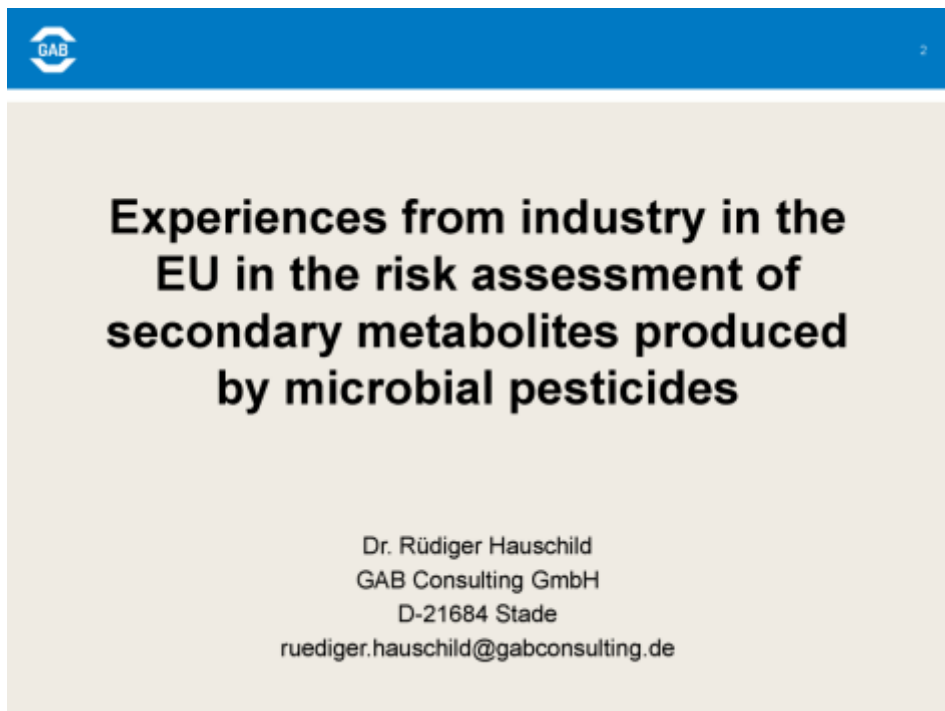 GAB
2
Experiences from industry in the
EU in the risk assessment of
secondary metabolites produced
by microbial pesticides
Dr. Rüdiger Hauschild
GAB Consulting GmbH
D-21684 Stade
ruediger.hauschild@gabconsulting.de